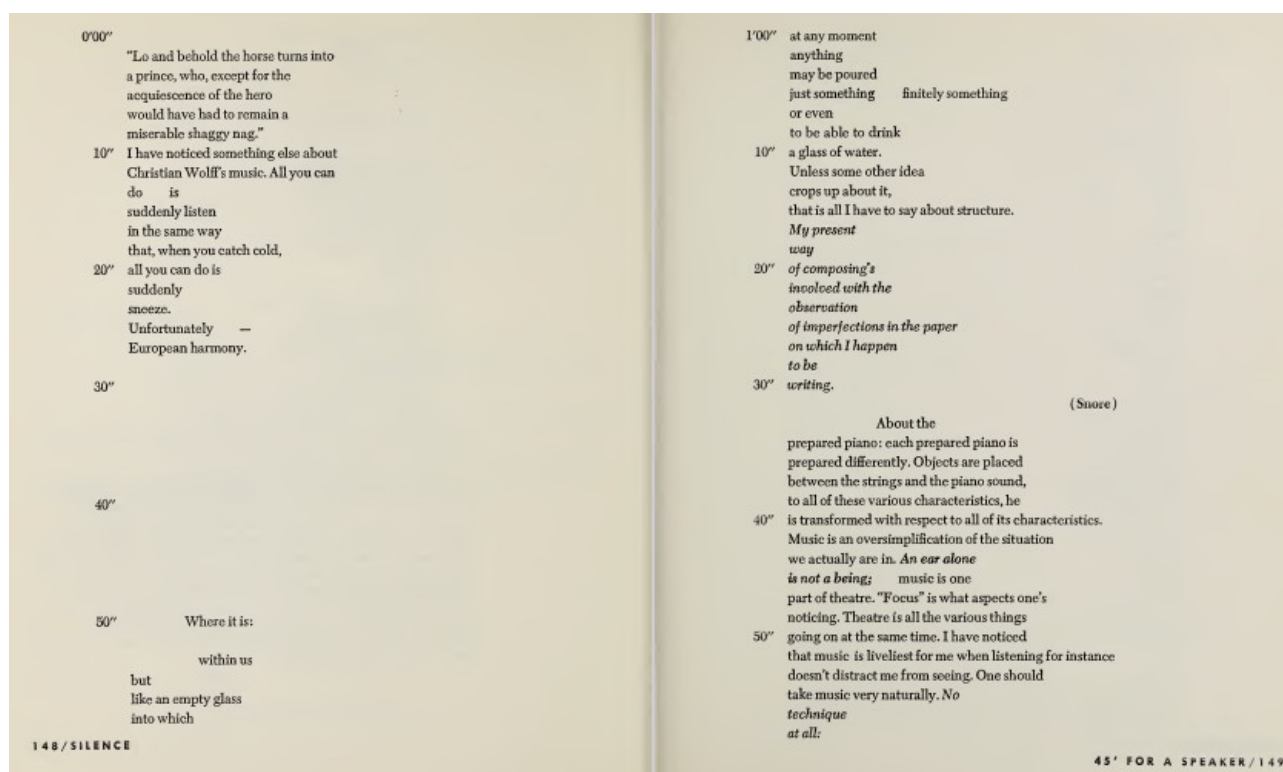 0'00"
"Lo and behold the horse turns into
a prince, who, except for the
acquiescence of the hero
would have had to remain a
miserable shaggy nag."
10" I have noticed something else about
Christian Wolff's music. All you can
do is
suddenly listen
in the same way
that, when you catch cold,
20" all you can do is
suddenly
sneeze.
Unfortunately —
European harmony.
30"
40"
50" Where it is:
within us
but
like an empty glass
into which
148/SILENCE
1'00" at any moment
anything
may be poured
just something finitely something
or even
to be able to drink
10" a glass of water.
Unless some other idea
crops up about it,
that is all I have to say about structure.
My present
way
20" of composing's
involved with the
observation
of imperfections in the paper
on which I happen
to be
30" writing.
(Snore)
About the
prepared piano: each prepared piano is
prepared differently. Objects are placed
between the strings and the piano sound,
to all of these various characteristics, he
40" is transformed with respect to all of its characteristics.
Music is an oversimplification of the situation
we actually are in. An ear alone
is not a being; music is one
part of theatre. "Focus" is what aspects one's
noticing. Theatre is all the various things
50" going on at the same time. I have noticed
that music is liveliest for me when listening for instance
doesn't distract me from seeing. One should
take music very naturally. No
technique
at all:
45' FOR A SPEAKER/149